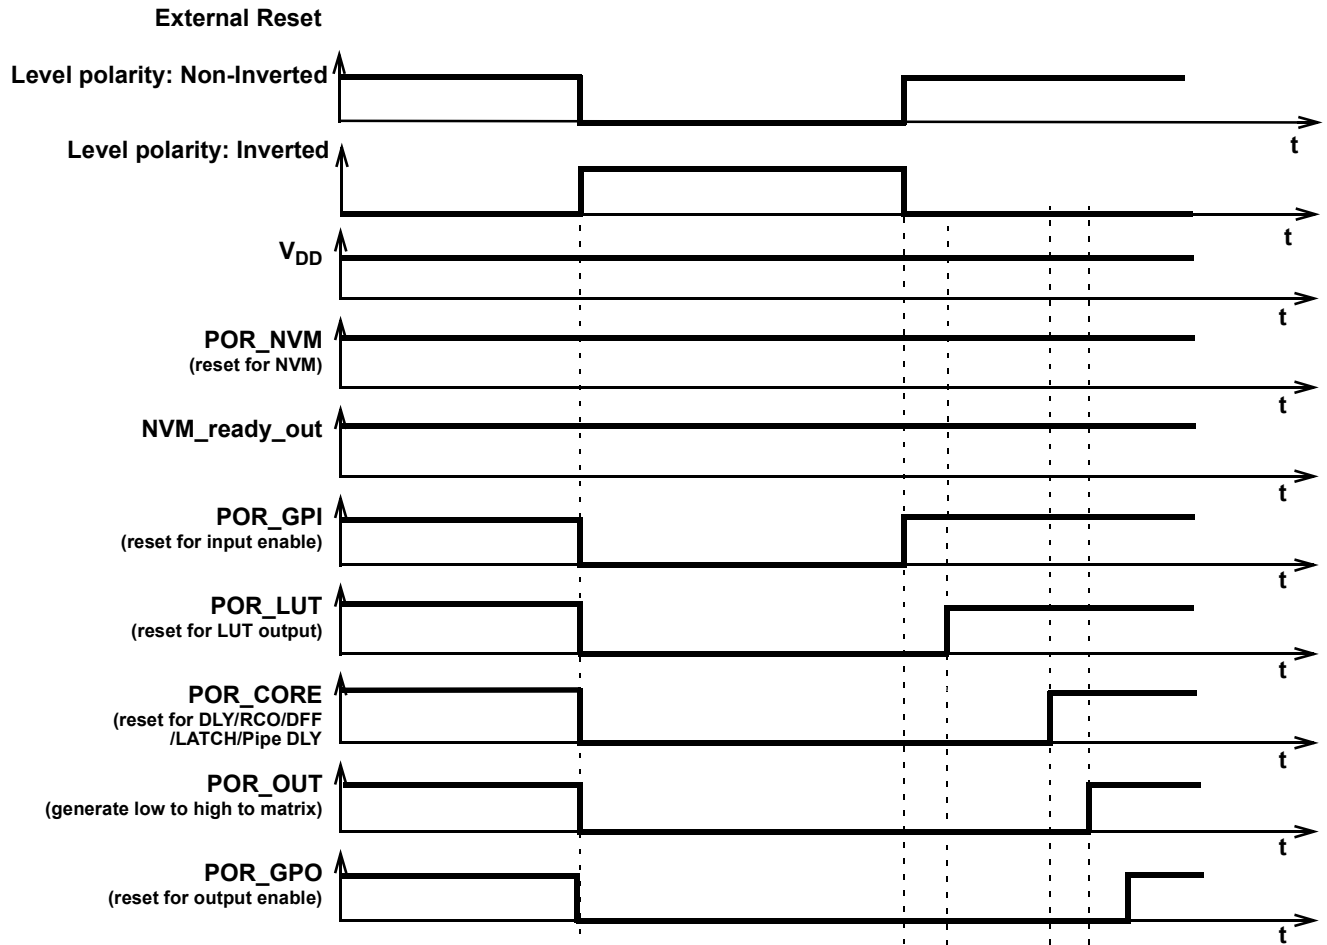 External Reset
Level polarity: Non-Inverted
t
Level polarity: Inverted
t
VDD
t
POR_NVM
(reset for NVM)
t
NVM_ready_out
t
POR_GPI
(reset for input enable)
t
POR_LUT
(reset for LUT output)
t
POR_CORE
(reset for DLY/RCO/DFF
/LATCH/Pipe DLY
t
POR_OUT
(generate low to high to matrix)
t
POR_GPO
(reset for output enable)
t